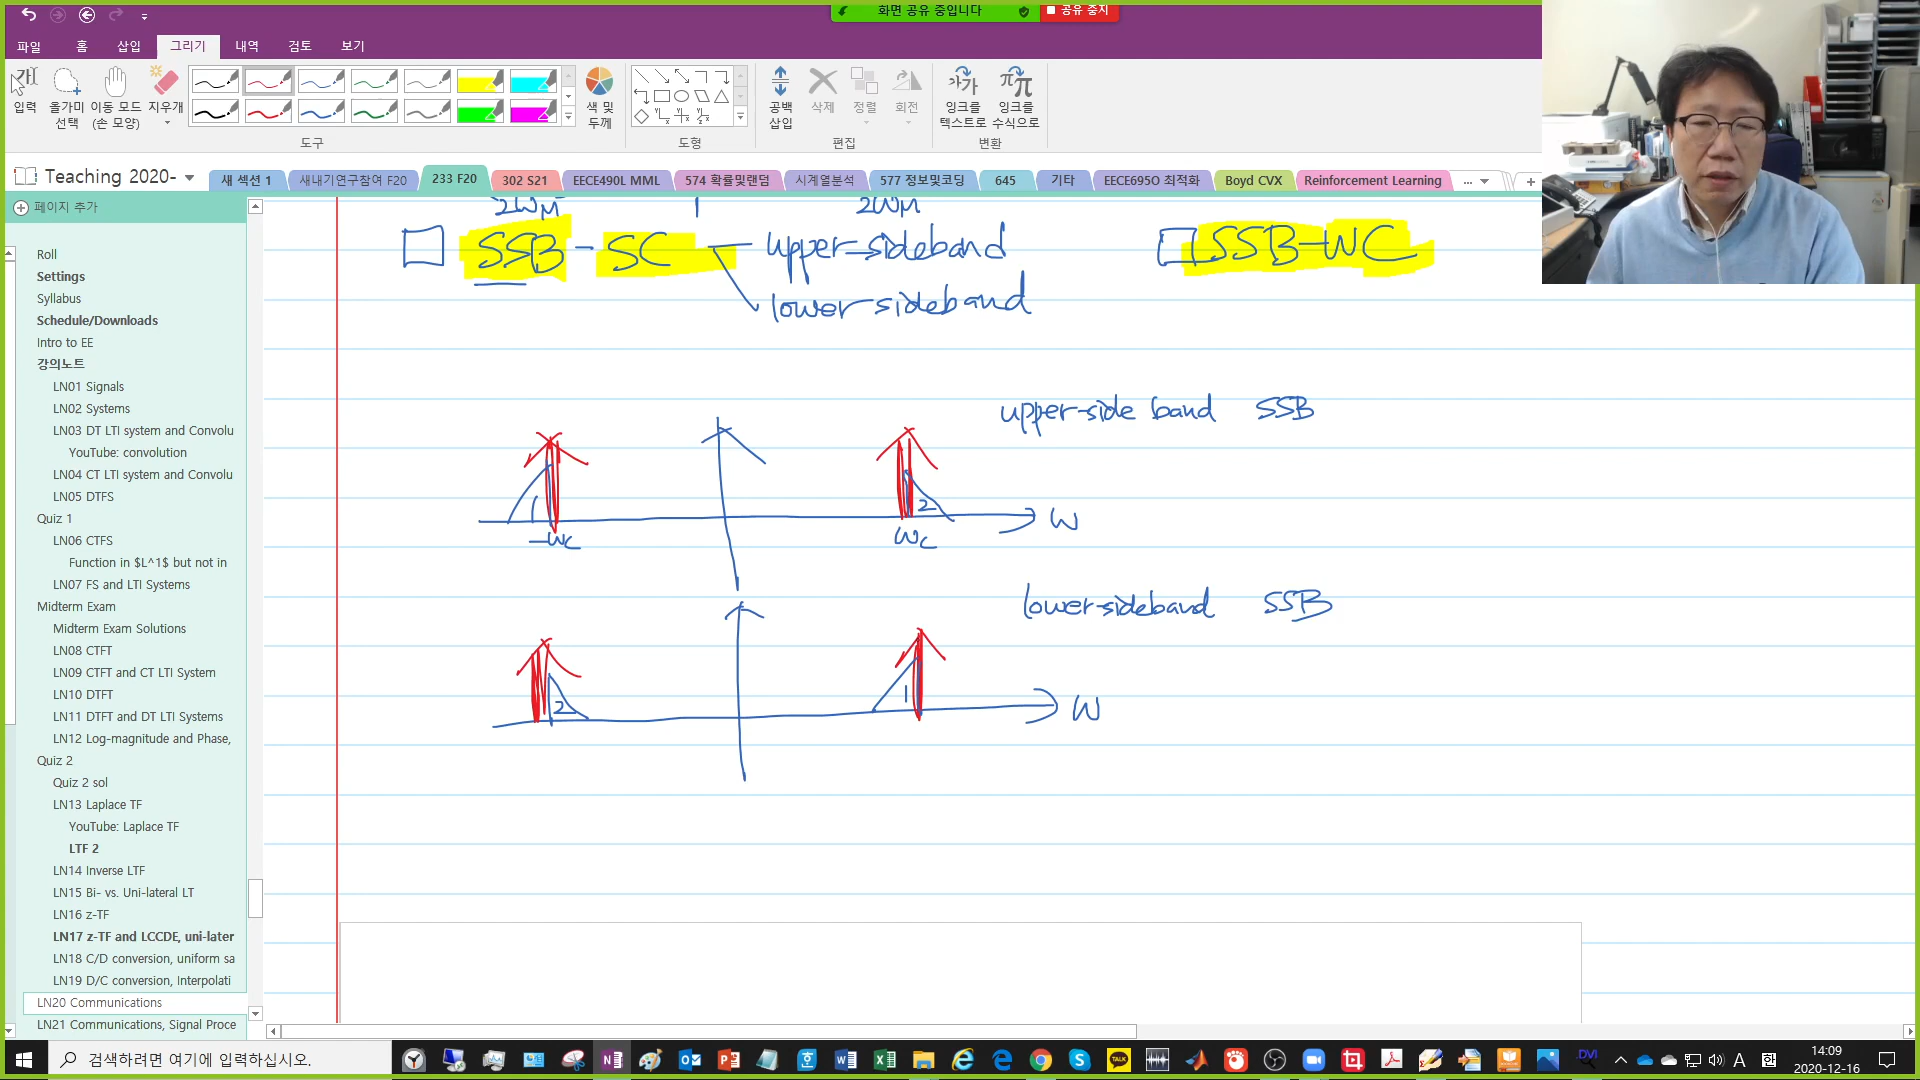 화면 공유 중입니다 공유 중지
파일 홈 삽입 그리기 내역 검토 보기
입력 올가미 선택 이동 모드 (손 모양) 지우개
색 및 두께
공백 삽입 삭제 정렬 회전
잉크를 텍스트로 잉크를 수식으로
도구 도형 편집 변환
Teaching 2020-
새 섹션 1 새내기연구참여 F20 233 F20 302 S21 EECE490L MML 574 확률및랜덤 시계열분석 577 정보및코딩 645 기타 EECE695O 최적화 Boyd CVX Reinforcement Learning ...
페이지 추가
Roll
Settings
Syllabus
Schedule/Downloads
Intro to EE
강의노트
LN01 Signals
LN02 Systems
LN03 DT LTI system and Convolu
YouTube: convolution
LN04 CT LTI system and Convolu
LN05 DTFS
Quiz 1
LN06 CTFS
Function in $L^1$ but not in
LN07 FS and LTI Systems
Midterm Exam
Midterm Exam Solutions
LN08 CTFT
LN09 CTFT and CT LTI System
LN10 DTFT
LN11 DTFT and DT LTI Systems
LN12 Log-magnitude and Phase,
Quiz 2
Quiz 2 sol
LN13 Laplace TF
YouTube: Laplace TF
LTF 2
LN14 Inverse LTF
LN15 Bi- vs. Uni-lateral LT
LN16 z-TF
LN17 z-TF and LCCDE, uni-later
LN18 C/D conversion, uniform sa
LN19 D/C conversion, Interpolati
LN20 Communications
LN21 Communications, Signal Proce
2WM 2WM
SSB - SC upper-sideband SSB-WC
lower sideband
upper-side band SSB
1 2 W
-Wc Wc
lower-sideband SSB
2 1 W
검색하려면 여기에 입력하십시오.
A 한 14:09
2020-12-16